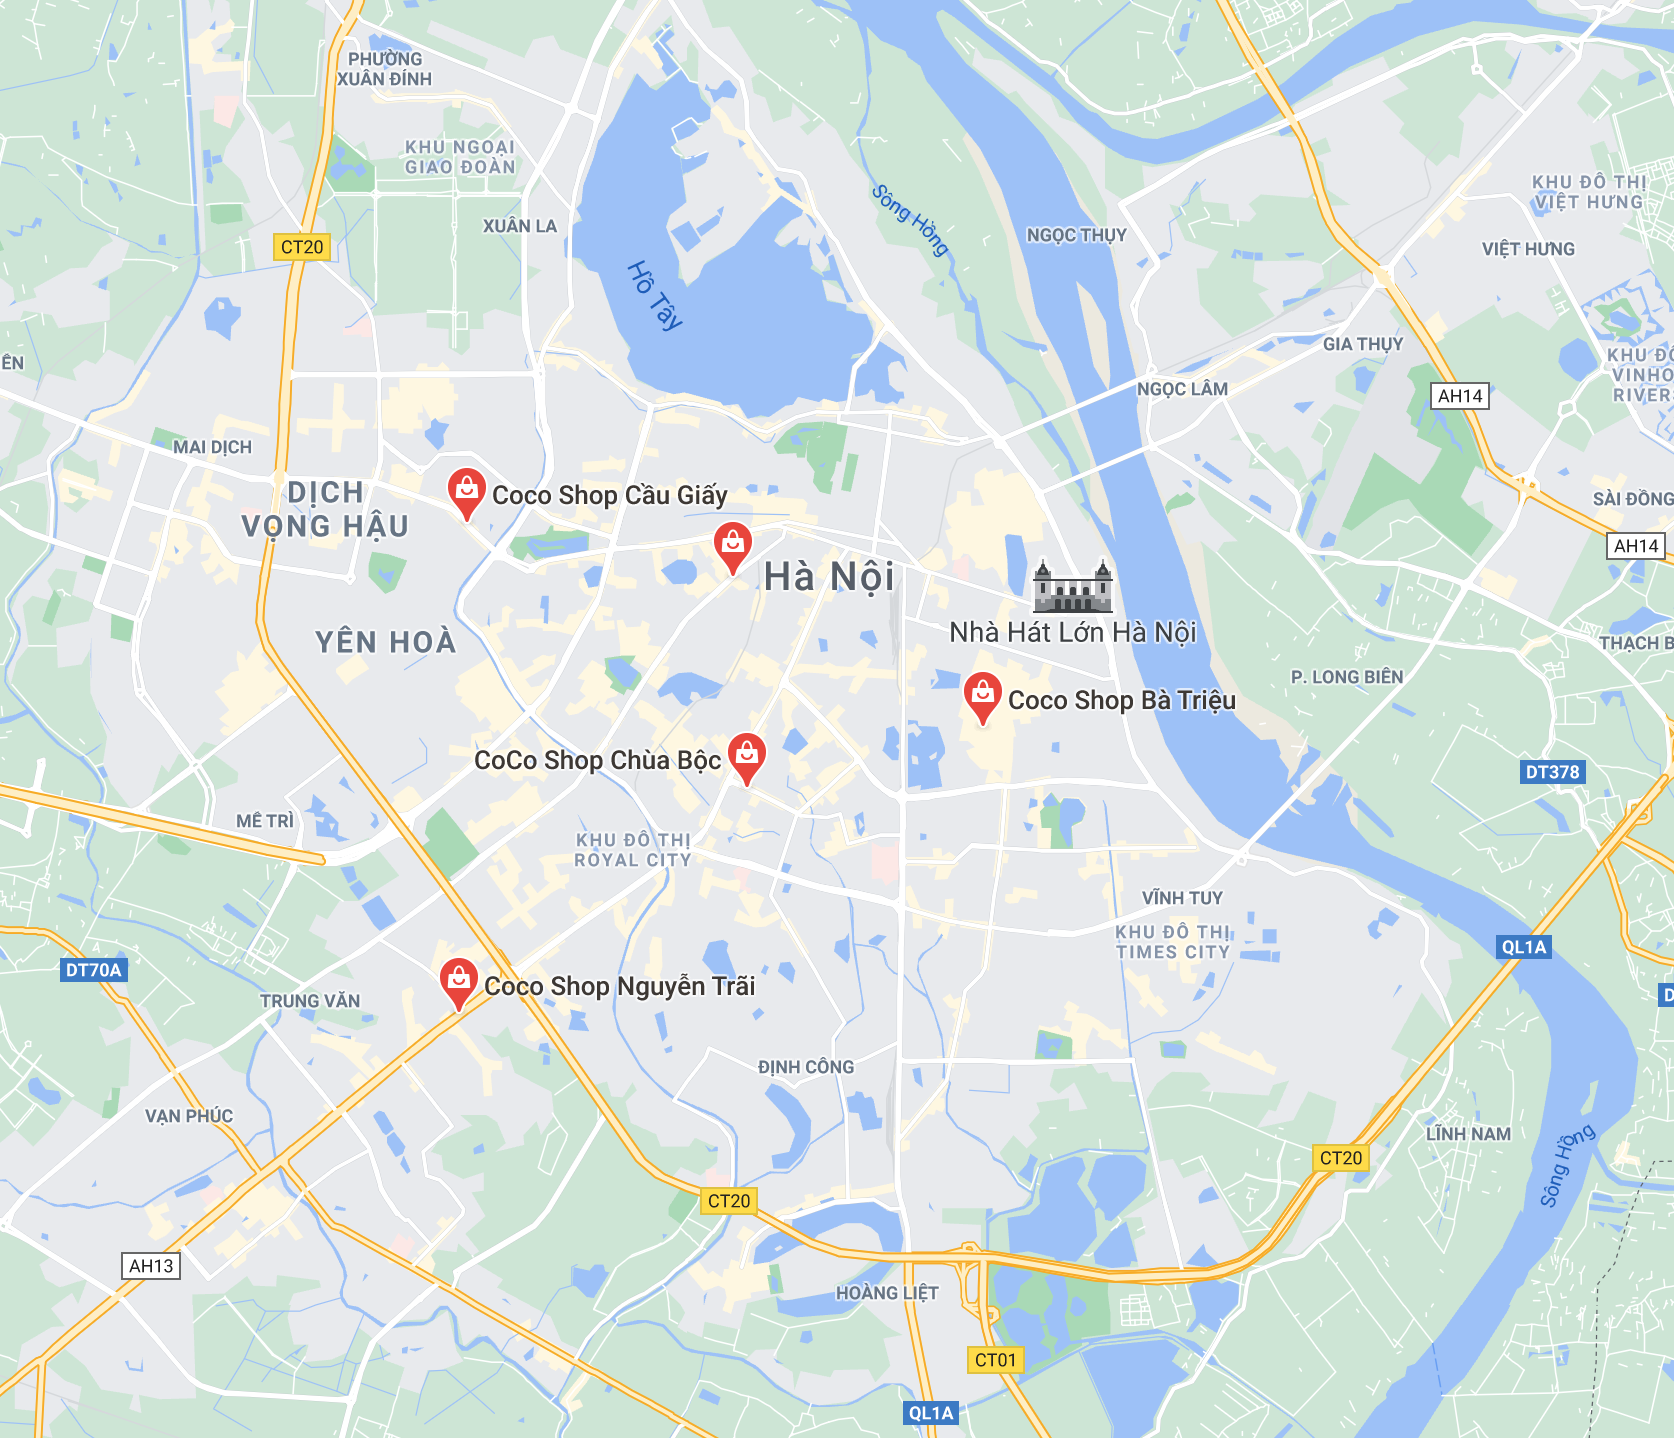 PHƯỜNG
XUÂN ĐÍNH
KHU NGOẠI
GIAO ĐOÀN
XUÂN LA
Sông Hồng
NGỌC THỤY
KHU ĐÔ THỊ
VIỆT HƯNG
VIỆT HƯNG
CT20
Hồ Tây
ÊN
GIA THỤY
KHU ĐÔ
VINHO
RIVERS
NGỌC LÂM
AH14
MAI DỊCH
DỊCH
VỌNG HẬU
Coco Shop Cầu Giấy
SÀI ĐỒNG
AH14
Hà Nội
Nhà Hát Lớn Hà Nội
YÊN HOÀ
THẠCH B
P. LONG BIÊN
Coco Shop Bà Triệu
CoCo Shop Chùa Bộc
DT378
MỄ TRÌ
KHU ĐÔ THỊ
ROYAL CITY
VĨNH TUY
KHU ĐÔ THỊ
TIMES CITY
QL1A
DT70A
Coco Shop Nguyễn Trãi
D
TRUNG VĂN
ĐỊNH CÔNG
VẠN PHÚC
LĨNH NAM
Sông Hồng
CT20
CT20
AH13
HOÀNG LIỆT
CT01
QL1A